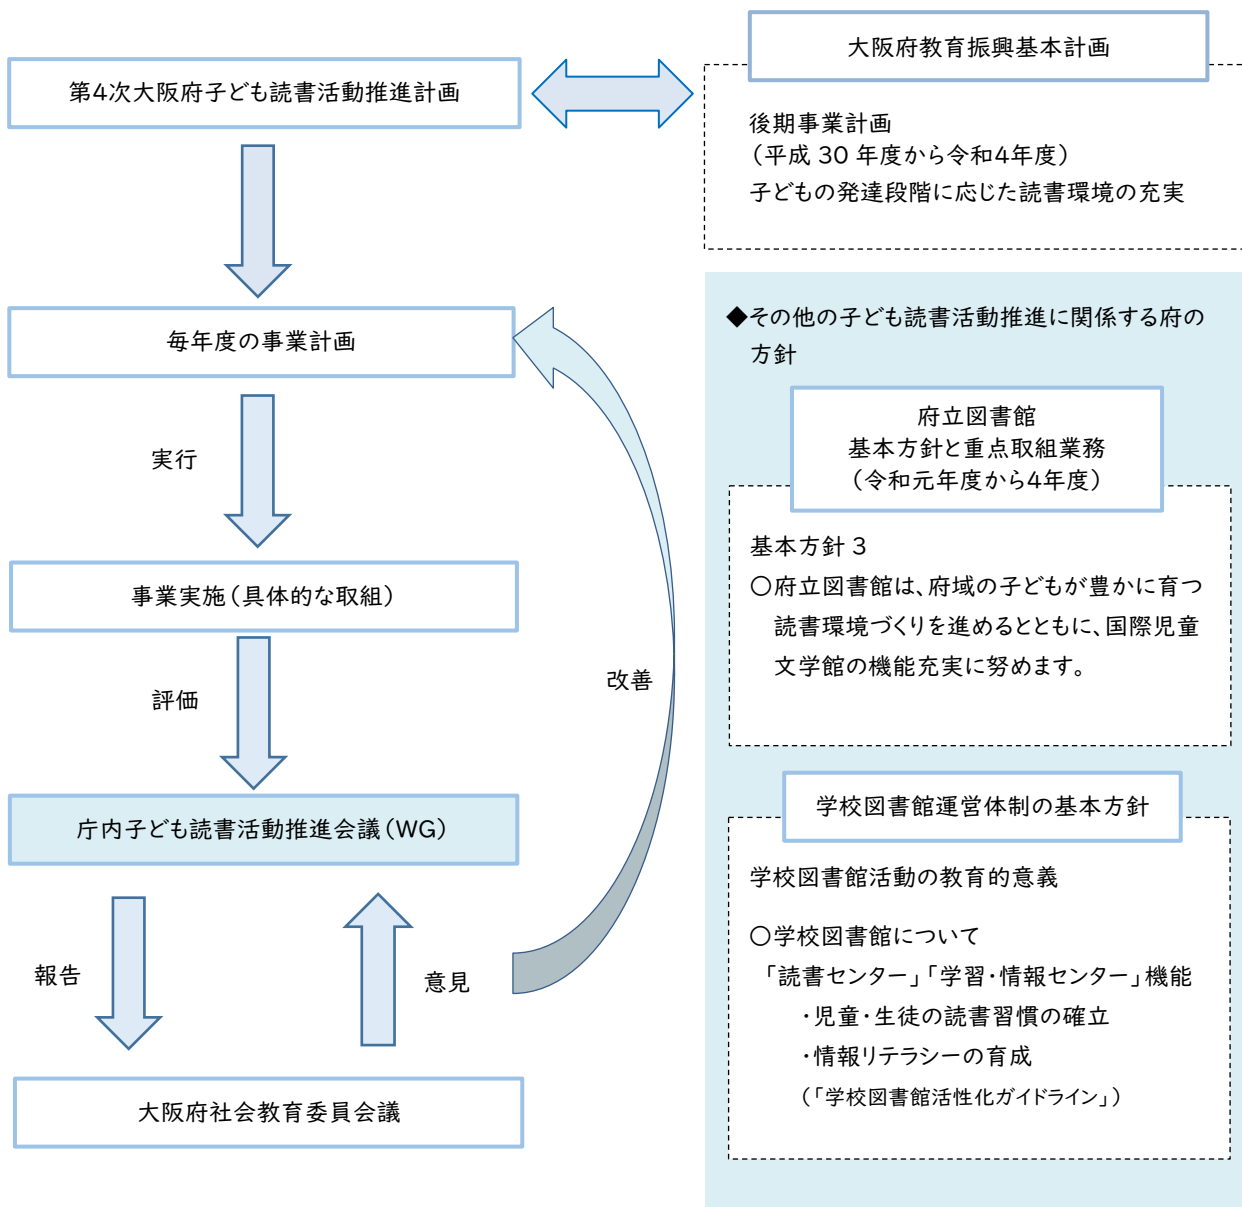 第4次大阪府子ども読書活動推進計画
毎年度の事業計画
実行
事業実施（具体的な取組）
評価
庁内子ども読書活動推進会議（WG）
報告
意見
改善
大阪府社会教育委員会議
大阪府教育振興基本計画
後期事業計画
（平成 30 年度から令和4年度）
子どもの発達段階に応じた読書環境の充実
◆その他の子ども読書活動推進に関係する府の
方針
府立図書館
基本方針と重点取組業務
（令和元年度から4年度）
基本方針 3
〇府立図書館は、府域の子どもが豊かに育つ
読書環境づくりを進めるとともに、国際児童
文学館の機能充実に努めます。
学校図書館運営体制の基本方針
学校図書館活動の教育的意義
〇学校図書館について
「読書センター」「学習・情報センター」機能
・児童・生徒の読書習慣の確立
・情報リテラシーの育成
（「学校図書館活性化ガイドライン」）